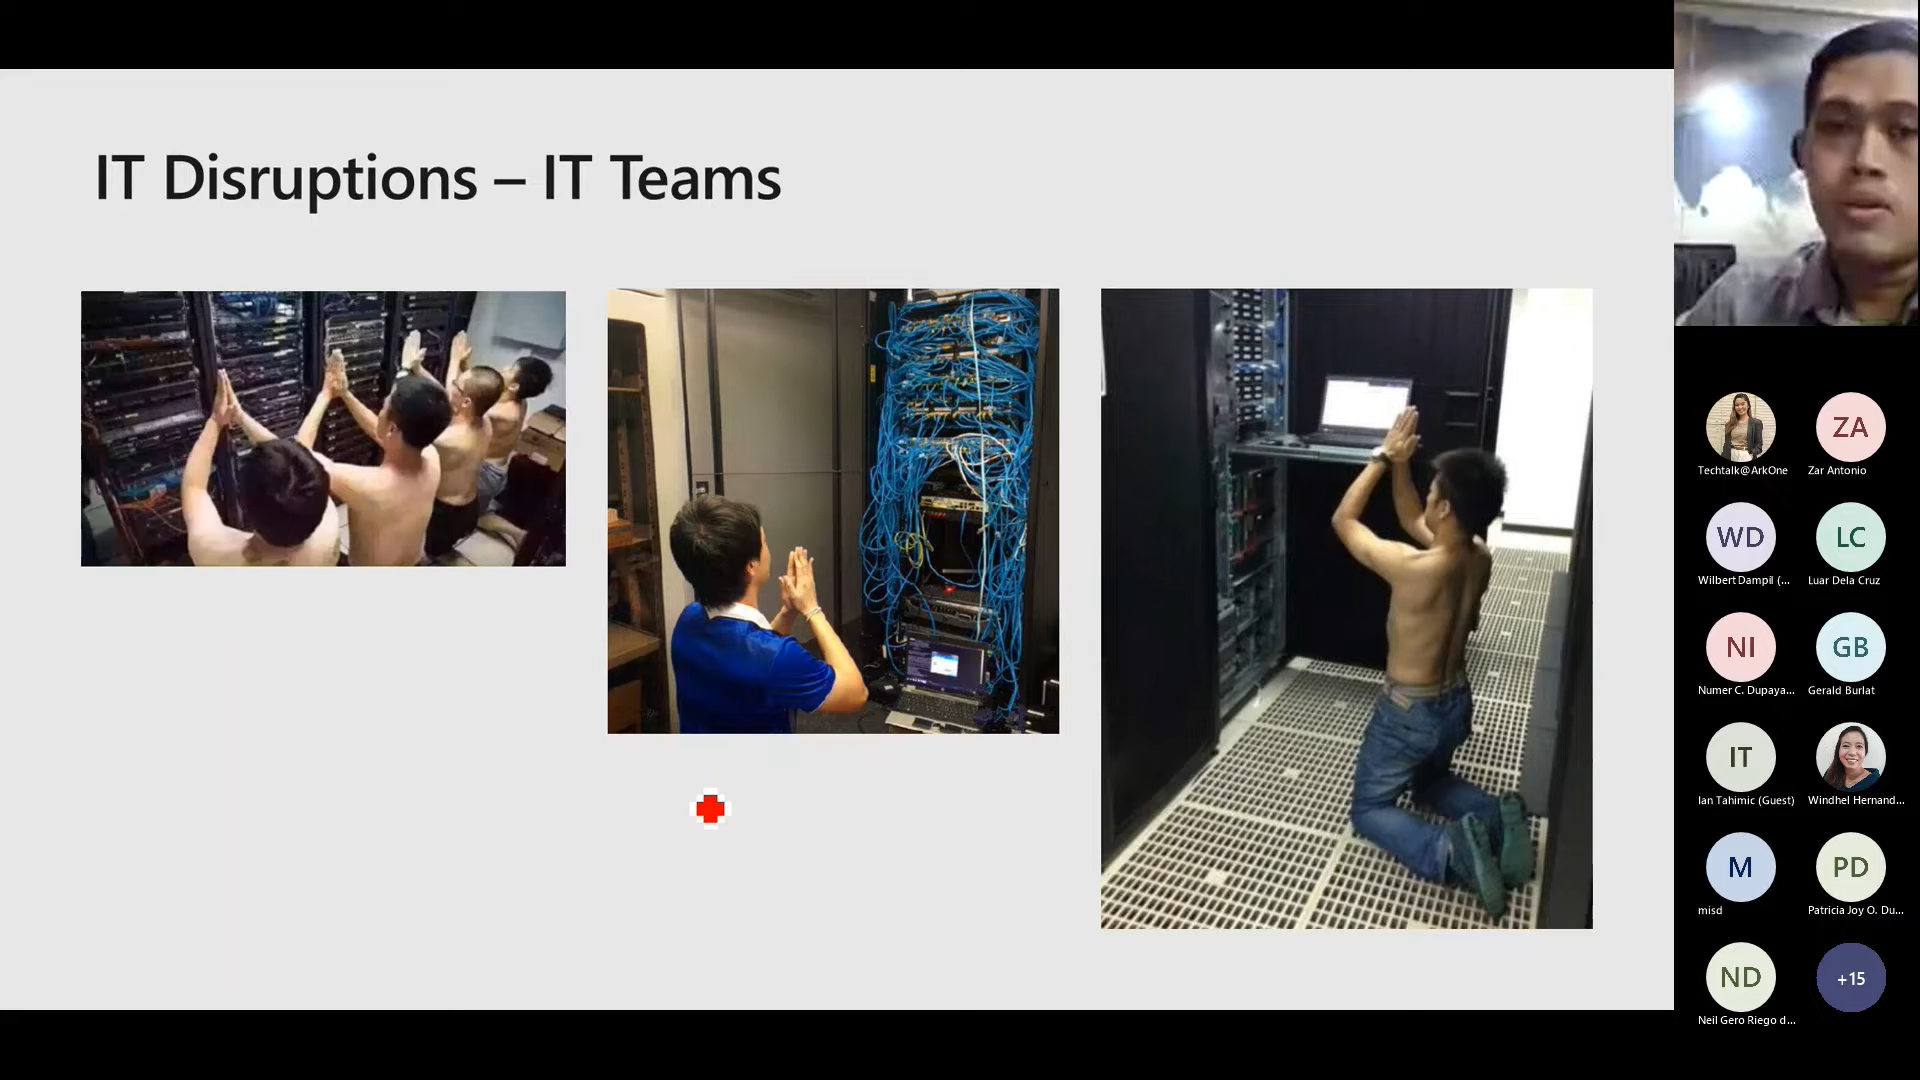 IT Disruptions – IT Teams
Techtalk@ArkOne
ZA
Zar Antonio
WD
Wilbert Dampil (...
LC
Luar Dela Cruz
NI
Numer C. Dupaya...
GB
Gerald Burlat
IT
Ian Tahimic (Guest)
Windhel Hernand...
M
misd
PD
Patricia Joy O. Du...
ND
Neil Gero Riego d...
+15